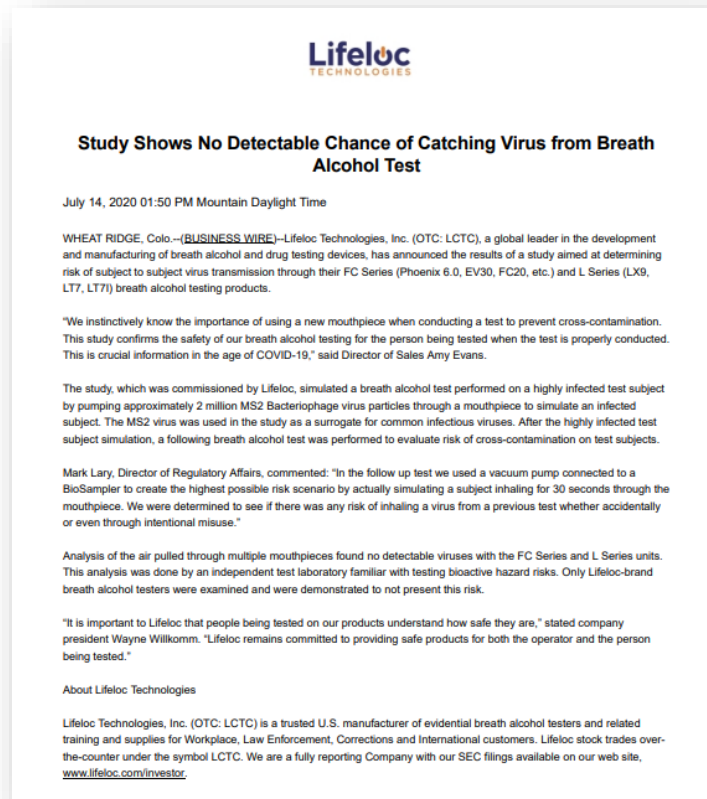 Lifeloc
TECHNOLOGIES
Study Shows No Detectable Chance of Catching Virus from Breath
Alcohol Test
July 14, 2020 01:50 PM Mountain Daylight Time
WHEAT RIDGE, Colo.--(BUSINESS WIRE)--Lifeloc Technologies, Inc. (OTC: LCTC), a global leader in the development
and manufacturing of breath alcohol and drug testing devices, has announced the results of a study aimed at determining
risk of subject to subject virus transmission through their FC Series (Phoenix 6.0, EV30, FC20, etc.) and L Series (LX9,
LT7, LT7I) breath alcohol testing products.
“We instinctively know the importance of using a new mouthpiece when conducting a test to prevent cross-contamination.
This study confirms the safety of our breath alcohol testing for the person being tested when the test is properly conducted.
This is crucial information in the age of COVID-19,” said Director of Sales Amy Evans.
The study, which was commissioned by Lifeloc, simulated a breath alcohol test performed on a highly infected test subject
by pumping approximately 2 million MS2 Bacteriophage virus particles through a mouthpiece to simulate an infected
subject. The MS2 virus was used in the study as a surrogate for common infectious viruses. After the highly infected test
subject simulation, a following breath alcohol test was performed to evaluate risk of cross-contamination on test subjects.
Mark Lary, Director of Regulatory Affairs, commented: “In the follow up test we used a vacuum pump connected to a
BioSampler to create the highest possible risk scenario by actually simulating a subject inhaling for 30 seconds through the
mouthpiece. We were determined to see if there was any risk of inhaling a virus from a previous test whether accidentally
or even through intentional misuse.”
Analysis of the air pulled through multiple mouthpieces found no detectable viruses with the FC Series and L Series units.
This analysis was done by an independent test laboratory familiar with testing bioactive hazard risks. Only Lifeloc-brand
breath alcohol testers were examined and were demonstrated to not present this risk.
“It is important to Lifeloc that people being tested on our products understand how safe they are,” stated company
president Wayne Willkomm. “Lifeloc remains committed to providing safe products for both the operator and the person
being tested.”
About Lifeloc Technologies
Lifeloc Technologies, Inc. (OTC: LCTC) is a trusted U.S. manufacturer of evidential breath alcohol testers and related
training and supplies for Workplace, Law Enforcement, Corrections and International customers. Lifeloc stock trades over-
the-counter under the symbol LCTC. We are a fully reporting Company with our SEC filings available on our web site,
www.lifeloc.com/investor.